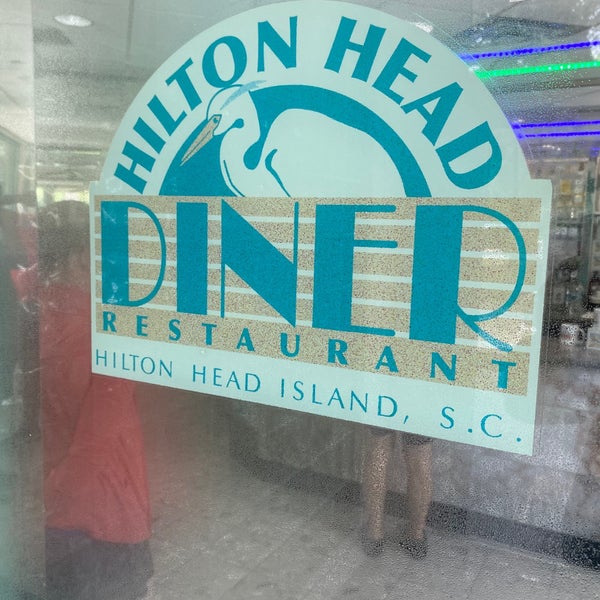 HILTON HEAD
DINER
RESTAURANT
HILTON HEAD ISLAND, S.C.